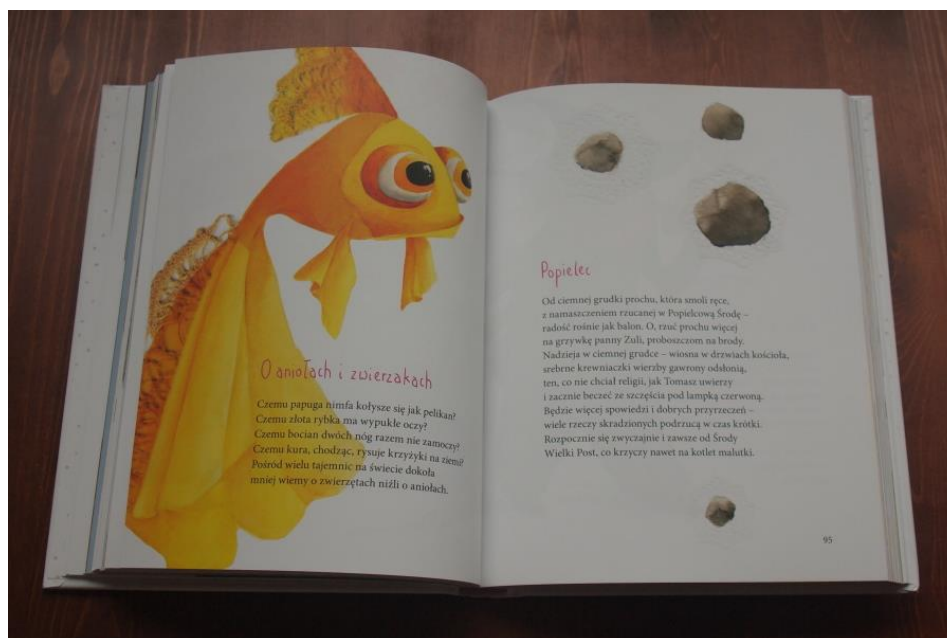 O aniołach i zwierzakach
Czemu papuga nimfa kołysze się jak pelikan?
Czemu złota rybka ma wypukłe oczy?
Czemu bocian dwóch nóg razem nie zamoczy?
Czemu kura, chodząc, rysuje krzyżyki na ziemi?
Pośród wielu tajemnic na świecie dokoła
mniej wiemy o zwierzętach niźli o aniołach.
Popielec
Od ciemnej grudki prochu, która smoli ręce,
z namaszczeniem rzucanej w Popielcową Środę –
radość rośnie jak balon. O, rzuć prochu więcej
na grzywkę panny Zuli, proboszczom na brody.
Nadzieja w ciemnej grudce – wiosna w drzwiach kościoła,
srebrne krewniaczki wierzby gawrony odsłonią,
ten, co nie chciał religii, jak Tomasz uwierzy
i zacznie beczeć ze szczęścia pod lampką czerwoną.
Będzie więcej spowiedzi i dobrych przyrzeczeń –
wiele rzeczy skradzionych podrzucą w czas krótki.
Rozpocznie się zwyczajnie i zawsze od Środy
Wielki Post, co krzyczy nawet na kotlet malutki.
95